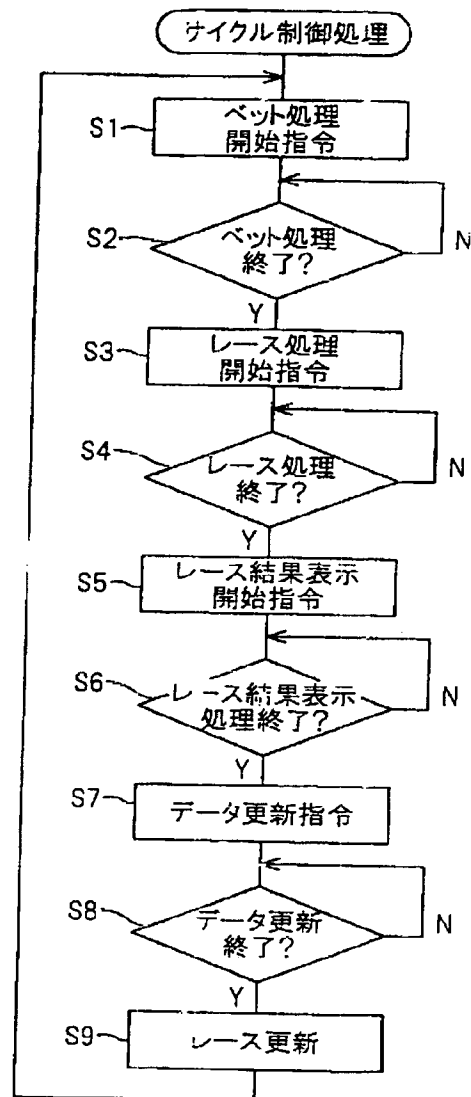 サイクル制御処理
S1
ベット処理
開始指令
S2
ベット処理
終了?
N
Y
S3
レース処理
開始指令
S4
レース処理
終了?
N
Y
S5
レース結果表示
開始指令
S6
レース結果表示
処理終了?
N
Y
S7
データ更新指令
S8
データ更新
終了?
N
Y
S9
レース更新